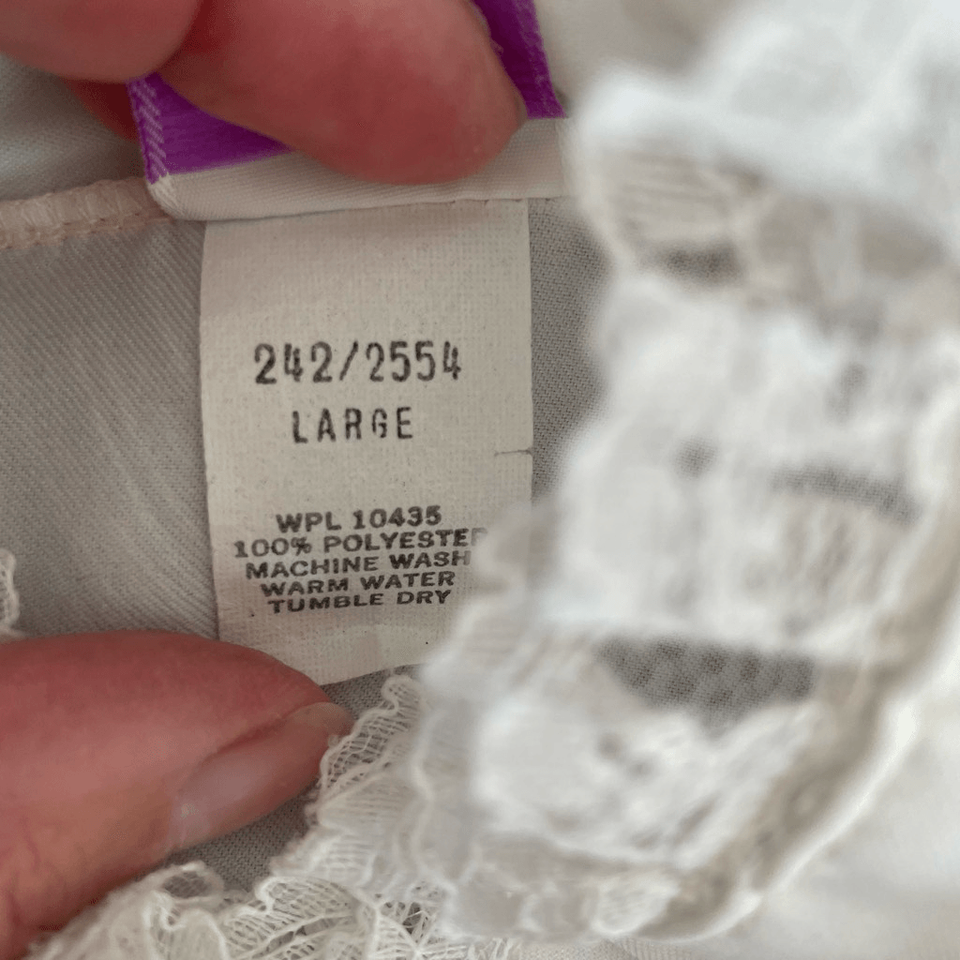 242/2554
LARGE
WPL 10435
100% POLYESTER
MACHINE WASH
WARM WATER
TUMBLE DRY